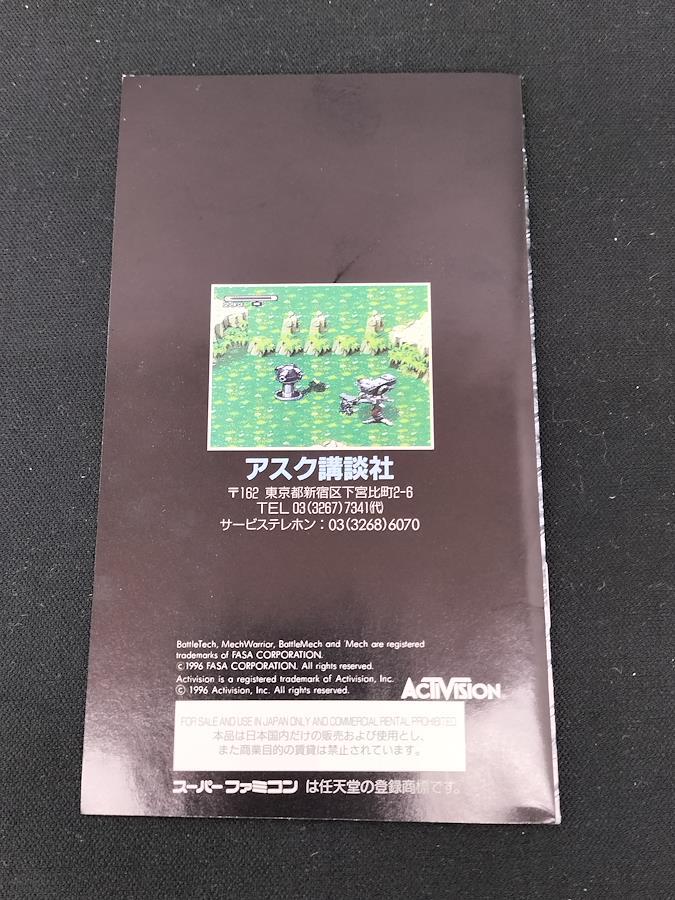 アスク講談社
〒162 東京都新宿区下宮比町2-6
TEL 03(3267)7341(代)
サービステレホン：03(3268)6070
BattleTech, MechWarrior, BattleMech and 'Mech are registered
trademarks of FASA CORPORATION.
©1996 FASA CORPORATION. All rights reserved.
Activision is a registered trademark of Activision, Inc.
© 1996 Activision, Inc. All rights reserved.
ACTIVISION
FOR SALE AND USE IN JAPAN ONLY AND COMMERCIAL RENTAL PROHIBITED.
本品は日本国内だけの販売および使用とし、
また商業目的の賃貸は禁止されています。
スーパーファミコン は任天堂の登録商標です。